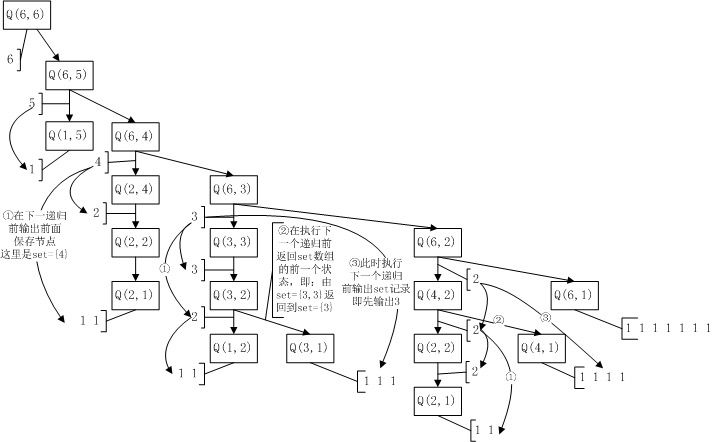 Q(6,6)
6
Q(6,5)
5
Q(1,5)
Q(6,4)
1
4
Q(2,4)
Q(6,3)
①在下一递归
前输出前面
保存节点
这里是set={4}
2
3
Q(2,2)
Q(3,3)
②在执行下
一个递归前
返回set数组
的前一个状
态,即:由
set={3,3}返
回到set={3}
Q(6,2)
①
3
③此时执行
下一个递归
前输出set记录
即先输出3
2
Q(2,1)
Q(3,2)
Q(4,2)
Q(6,1)
1 1
2
2
②
③
1 1 1 1 1 1 1
Q(1,2)
Q(3,1)
Q(2,2)
Q(4,1)
1 1
1 1 1
2
①
1 1 1 1
Q(2,1)
1 1